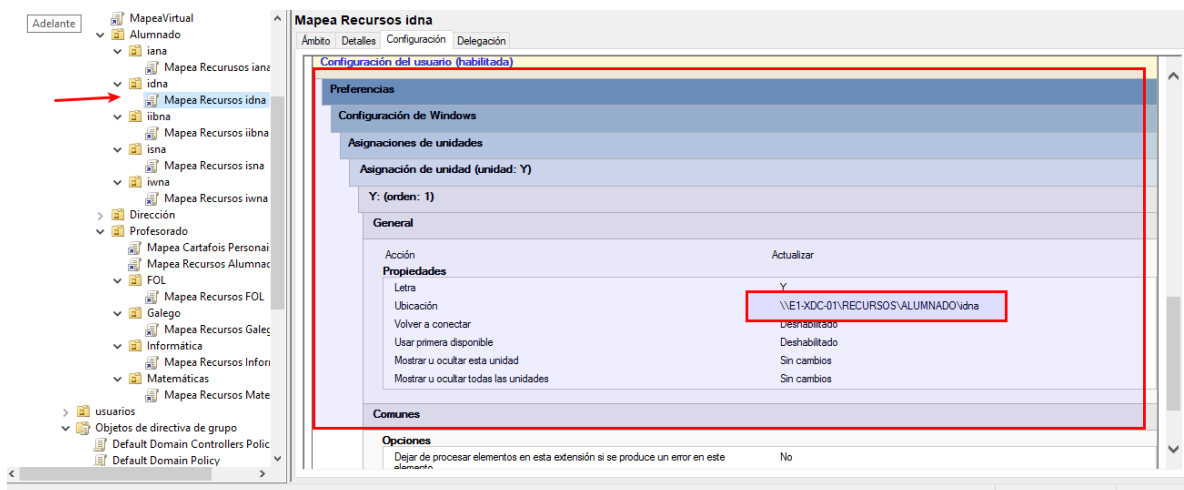 Adelante
MapeaVirtual
Alumnado
iana
Mapea Recurusos iana
idna
Mapea Recursos idna
iibna
Mapea Recursos iibna
isna
Mapea Recursos isna
iwna
Mapea Recursos iwna
Dirección
Profesorado
Mapea Cartafois Personai
Mapea Recursos Alumnad
FOL
Mapea Recursos FOL
Galego
Mapea Recursos Galeg
Informática
Mapea Recursos Infor
Matemáticas
Mapea Recursos Mate
usuarios
Objetos de directiva de grupo
Default Domain Controllers Polic
Default Domain Policy
Mapea Recursos idna
Ámbito Detalles Configuración Delegación
Configuración del usuario (habilitada)
Preferencias
Configuración de Windows
Asignaciones de unidades
Asignación de unidad (unidad: Y)
Y: (orden: 1)
General
Acción Actualizar
Propiedades
Letra Y
Ubicación \\E1-XDC-01\RECURSOS\ALUMNADO\idna
Volver a conectar Deshabilitado
Usar primera disponible Deshabilitado
Mostrar u ocultar esta unidad Sin cambios
Mostrar u ocultar todas las unidades Sin cambios
Comunes
Opciones
Dejar de procesar elementos en esta extensión si se produce un error en este No
elemento